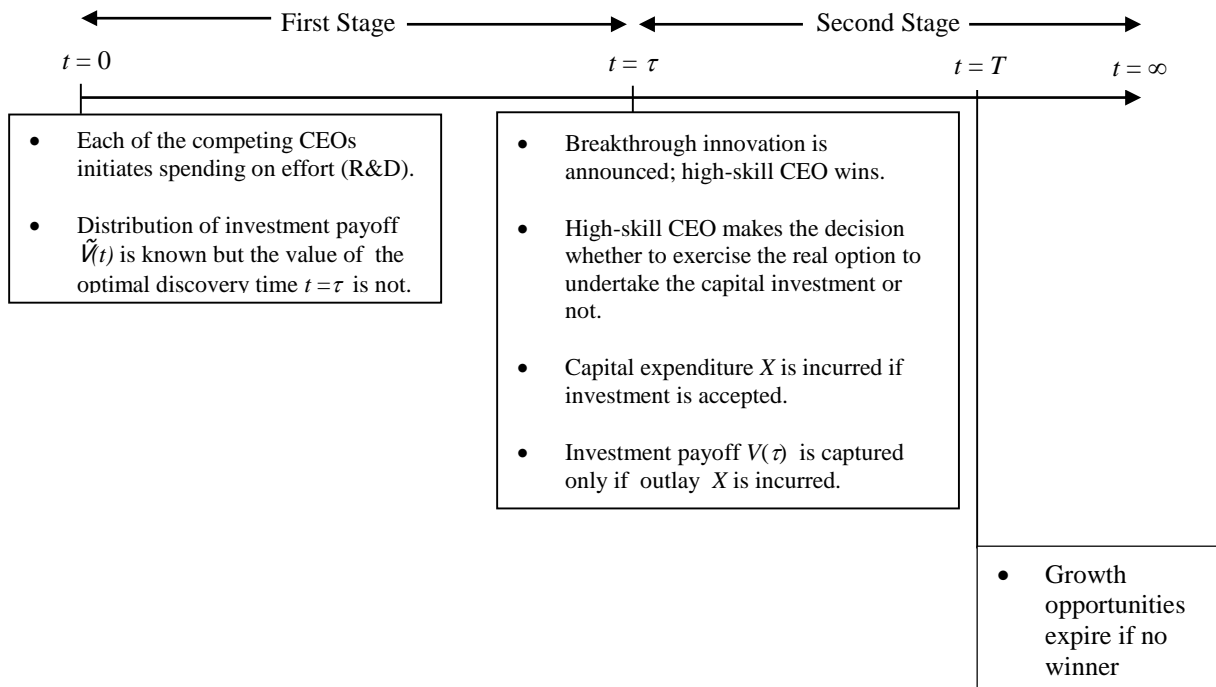 First Stage
Second Stage
t = 0
t = τ
t = T
t = ∞
• Each of the competing CEOs
initiates spending on effort (R&D).
• Distribution of investment payoff
Ṽ(t) is known but the value of the
optimal discovery time t = τ is not.
• Breakthrough innovation is
announced; high-skill CEO wins.
• High-skill CEO makes the decision
whether to exercise the real option to
undertake the capital investment or
not.
• Capital expenditure X is incurred if
investment is accepted.
• Investment payoff V(τ) is captured
only if outlay X is incurred.
• Growth
opportunities
expire if no
winner